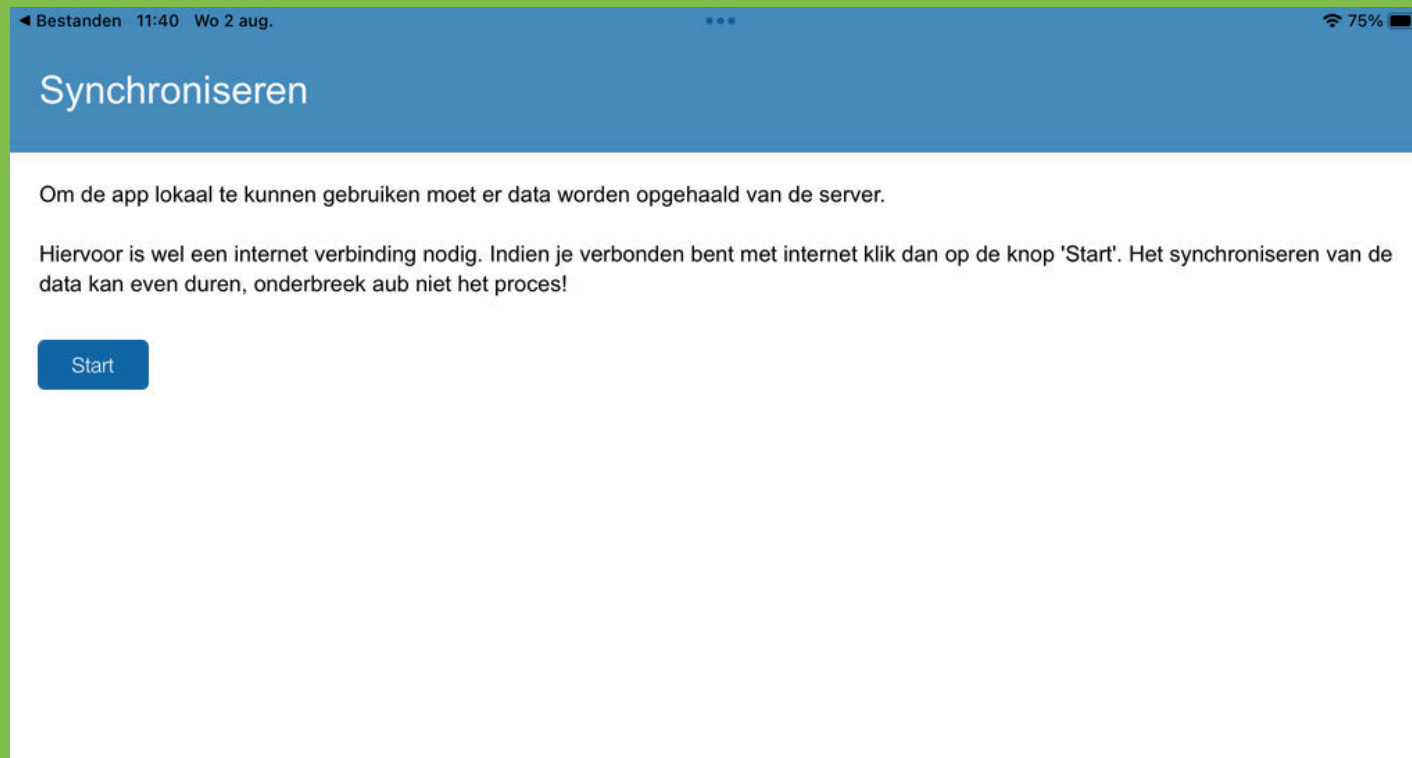 ◀ Bestanden 11:40 Wo 2 aug. 75%
Synchroniseren
Om de app lokaal te kunnen gebruiken moet er data worden opgehaald van de server.
Hiervoor is wel een internet verbinding nodig. Indien je verbonden bent met internet klik dan op de knop 'Start'. Het synchroniseren van de
data kan even duren, onderbreek aub niet het proces!
Start